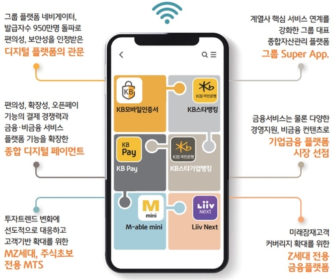 그룹 플랫폼 네비게이터,
발급자수 950만명 돌파로
편의성, 보안성을 인정받은
디지털 플랫폼의 관문
계열사 핵심 서비스 연계를
강화한 그룹 대표
종합자산관리 플랫폼
그룹 Super App.
KB모바일인증서
KB스타뱅킹
편의성, 확장성, 오픈페이
기능의 결제 경쟁력과
금융·비금융 서비스
플랫폼 기능을 확장한
종합 디지털 페이먼트
KB
Pay
KB Pay
KB스타기업뱅킹
금융서비스는 물론 다양한
경영지원, 비금융 컨텐츠로
기업금융 플랫폼
시장 선점
투자트렌드 변화에
선도적으로 대응하고
고객기반 확대를 위한
MZ세대, 주식초보
전용 MTS
M
mini
M-able mini
Liiv
NEXT
Liiv Next
미래잠재고객
커버리지 확대를 위한
Z세대 전용
금융플랫폼